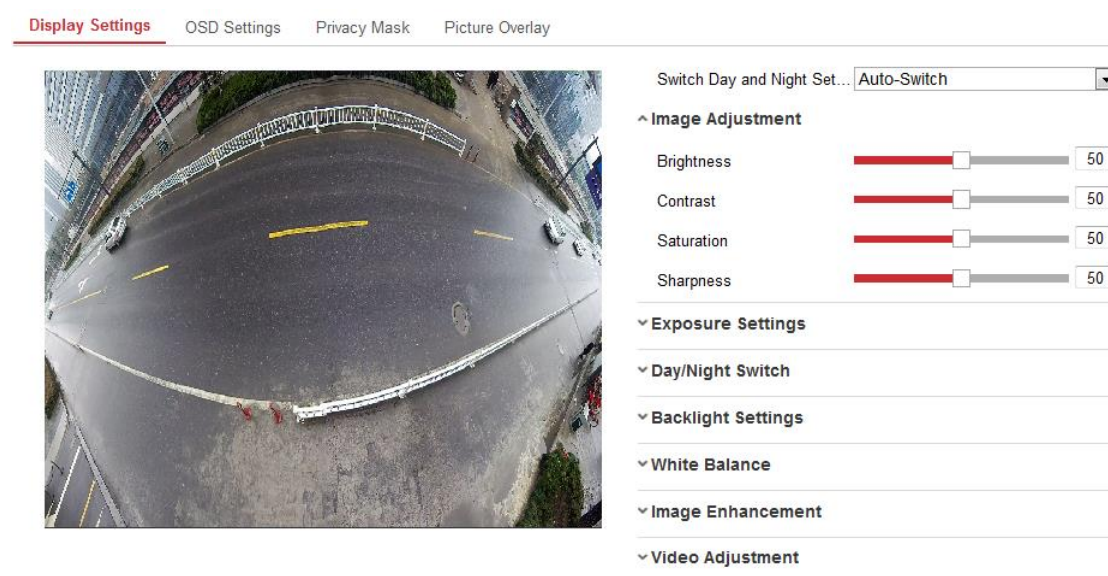 Display Settings OSD Settings Privacy Mask Picture Overlay
Switch Day and Night Set... Auto-Switch
Image Adjustment
Brightness 50
Contrast 50
Saturation 50
Sharpness 50
Exposure Settings
Day/Night Switch
Backlight Settings
White Balance
Image Enhancement
Video Adjustment